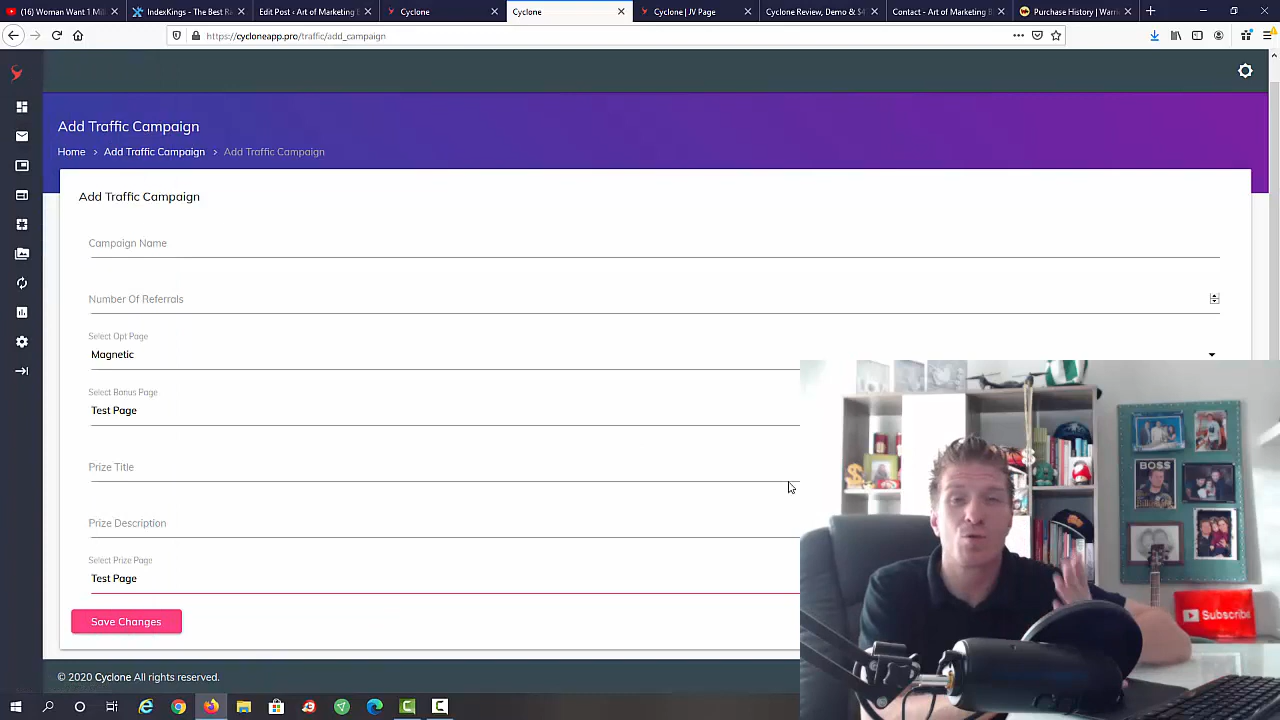 (16) Woman Want 1 Mill
IndexKings - The Best Ra
Edit Post ‹ Art of Marketing B
Cyclone
Cyclone
Cyclone | JV Page
Cyclone Review, Demo & $4
Contact - Art of Marketing B
Purchase History | Warri
https://cycloneapp.pro/traffic/add_campaign
Add Traffic Campaign
Home > Add Traffic Campaign > Add Traffic Campaign
Add Traffic Campaign
Campaign Name
Number Of Referrals
Select Opt Page
Magnetic
Select Bonus Page
Test Page
Prize Title
Prize Description
Select Prize Page
Test Page
Save Changes
© 2020 Cyclone All rights reserved.
BOSS
Subscribe